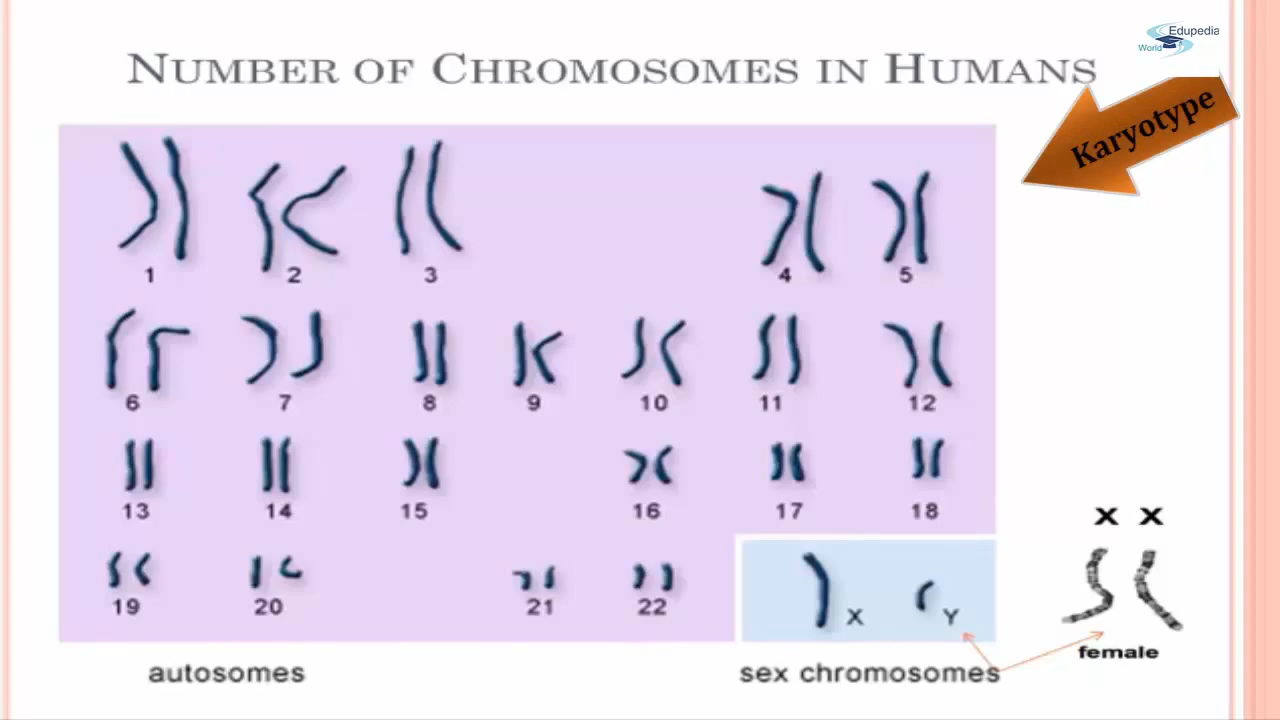 Edupedia
World
NUMBER OF CHROMOSOMES IN HUMANS
Karyotype
1 2 3 4 5
6 7 8 9 10 11 12
13 14 15 16 17 18
X X
19 20 21 22
X Y
female
autosomes sex chromosomes